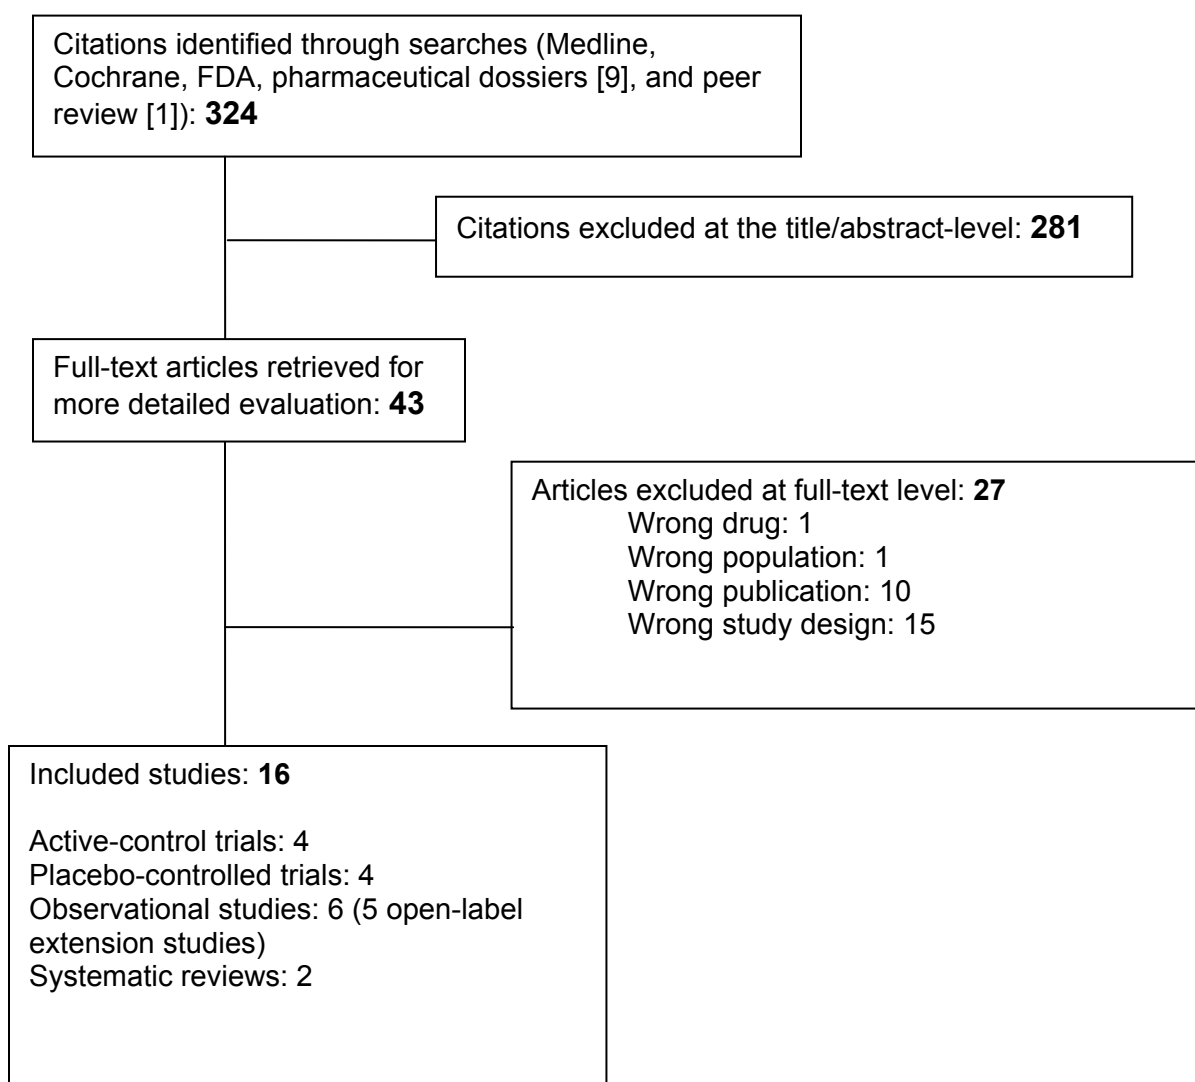 Citations identified through searches (Medline,
Cochrane, FDA, pharmaceutical dossiers [9], and peer
review [1]): 324
Citations excluded at the title/abstract-level: 281
Full-text articles retrieved for
more detailed evaluation: 43
Articles excluded at full-text level: 27
Wrong drug: 1
Wrong population: 1
Wrong publication: 10
Wrong study design: 15
Included studies: 16
Active-control trials: 4
Placebo-controlled trials: 4
Observational studies: 6 (5 open-label
extension studies)
Systematic reviews: 2